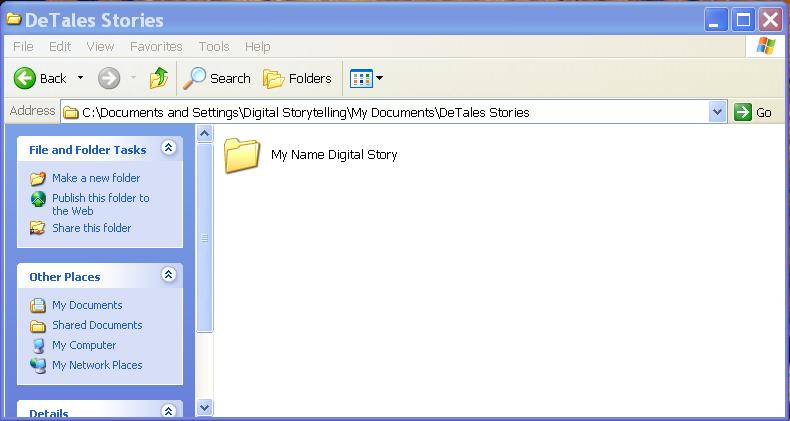 DeTales Stories
File Edit View Favorites Tools Help
Back Search Folders
Address C:\Documents and Settings\Digital Storytelling\My Documents\DeTales Stories Go
File and Folder Tasks
Make a new folder
Publish this folder to
the Web
Share this folder
Other Places
My Documents
Shared Documents
My Computer
My Network Places
Details
My Name Digital Story